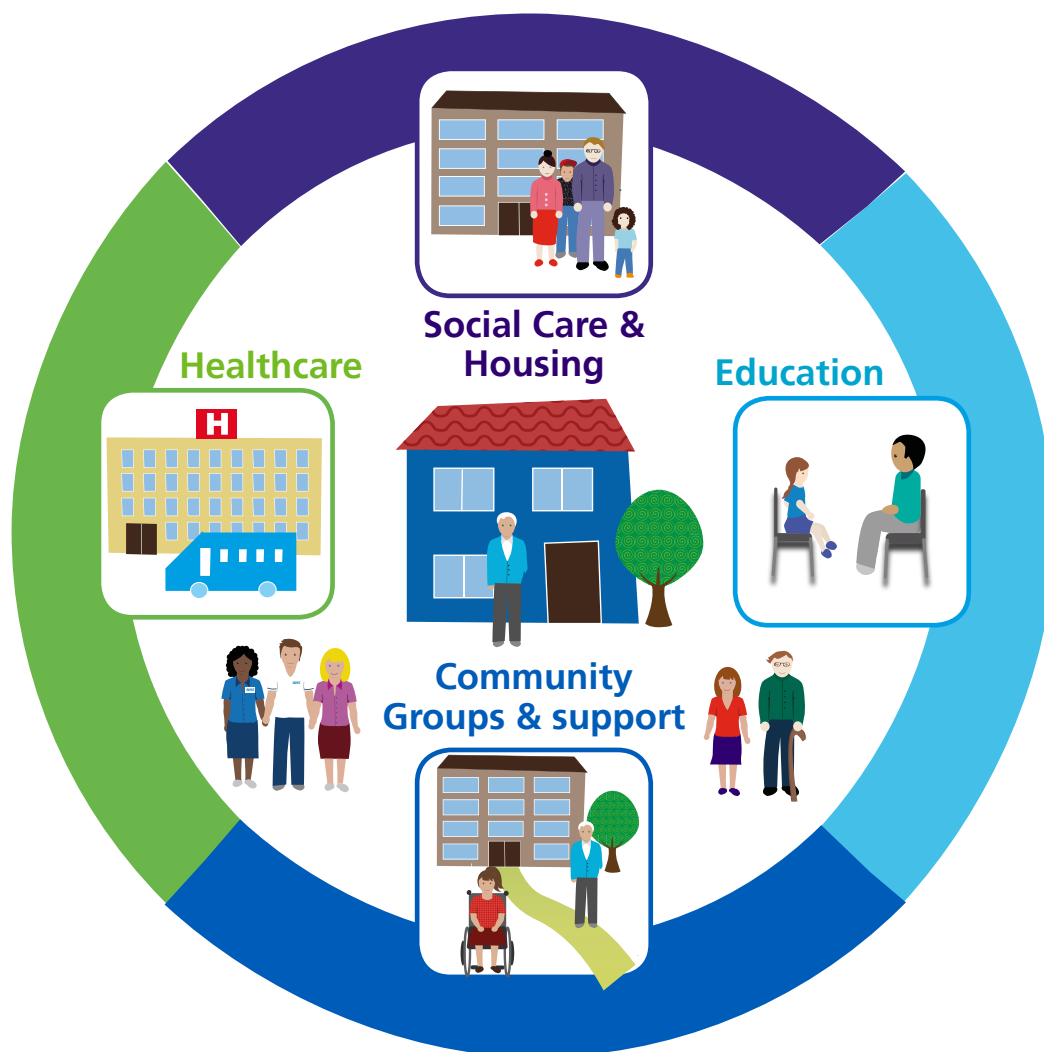 Social Care &
Housing
Healthcare
Education
H
Community
Groups & support